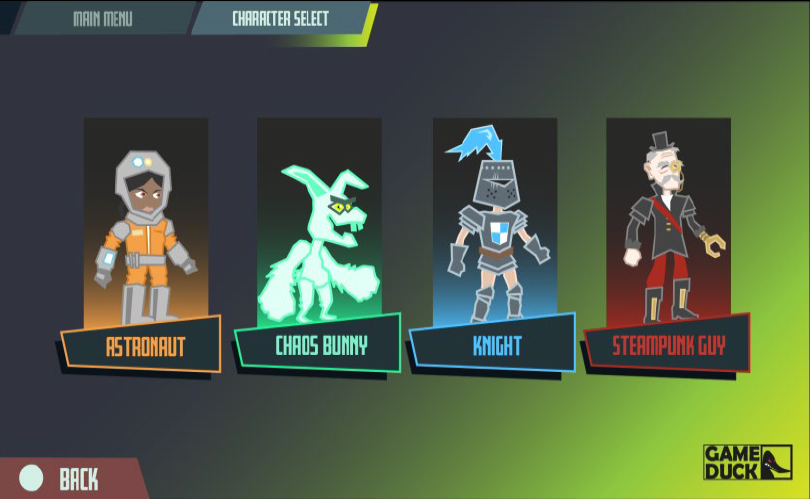 MAIN MENU
CHARACTER SELECT
ASTRONAUT
CHAOS BUNNY
KNIGHT
STEAMPUNK GUY
BACK
GAME
DUCK